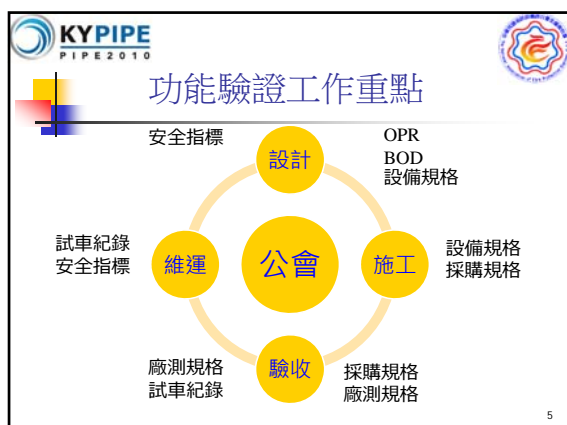 KYPIPE
PIPE2010
功能驗證工作重點
安全指標
設計
OPR
BOD
設備規格
試車紀錄
安全指標
維運
公會
施工
設備規格
採購規格
廠測規格
試車紀錄
驗收
採購規格
廠測規格
5